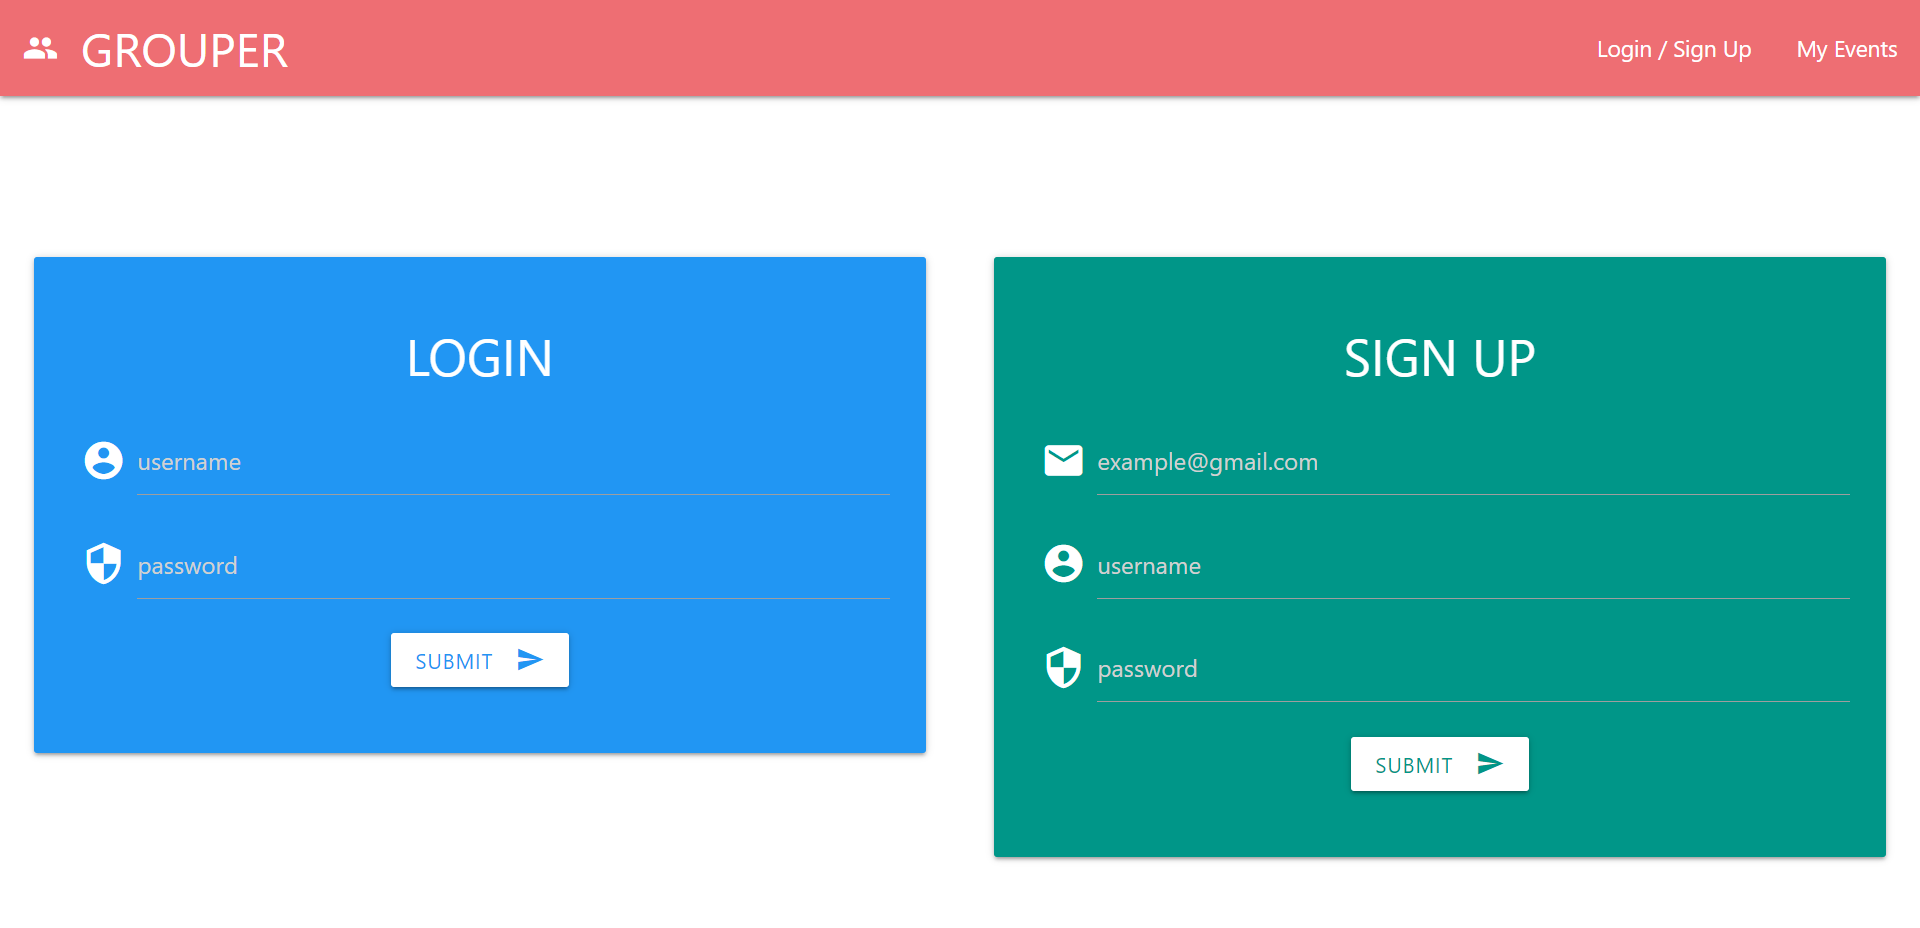 GROUPER
Login / Sign Up
My Events
LOGIN
username
password
SUBMIT
SIGN UP
example@gmail.com
username
password
SUBMIT